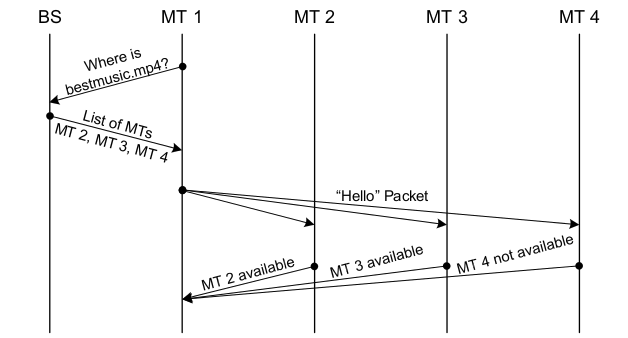 BS MT 1 MT 2 MT 3 MT 4
Where is
bestmusic.mp4?
List of MTs
MT 2, MT 3, MT 4
“Hello” Packet
MT 2 available
MT 3 available
MT 4 not available